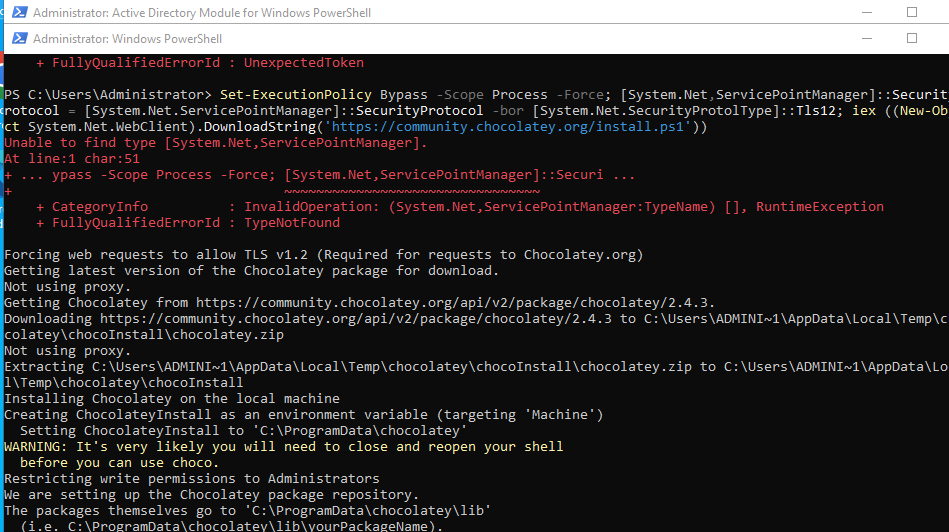 Administrator: Active Directory Module for Windows PowerShell
Administrator: Windows PowerShell
+ FullyQualifiedErrorId : UnexpectedToken
PS C:\Users\Administrator> Set-ExecutionPolicy Bypass -Scope Process -Force; [System.Net,ServicePointManager]::Securit
rotocol = [System.Net.ServicePointManager]::SecurityProtocol -bor [System.Net.SecurityProtolType]::Tls12; iex ((New-Ob
ct System.Net.WebClient).DownloadString('https://community.chocolatey.org/install.ps1'))
Unable to find type [System.Net,ServicePointManager].
At line:1 char:51
+ ... ypass -Scope Process -Force; [System.Net,ServicePointManager]::Securi ...
+ ~~~~~~~~~~~~~~~~~~~~~~~~~~~~~~~~
+ CategoryInfo : InvalidOperation: (System.Net,ServicePointManager:TypeName) [], RuntimeException
+ FullyQualifiedErrorId : TypeNotFound
Forcing web requests to allow TLS v1.2 (Required for requests to Chocolatey.org)
Getting latest version of the Chocolatey package for download.
Not using proxy.
Getting Chocolatey from https://community.chocolatey.org/api/v2/package/chocolatey/2.4.3.
Downloading https://community.chocolatey.org/api/v2/package/chocolatey/2.4.3 to C:\Users\ADMINI~1\AppData\Local\Temp\c
colatey\chocoInstall\chocolatey.zip
Not using proxy.
Extracting C:\Users\ADMINI~1\AppData\Local\Temp\chocolatey\chocoInstall\chocolatey.zip to C:\Users\ADMINI~1\AppData\Lo
l\Temp\chocolatey\chocoInstall
Installing Chocolatey on the local machine
Creating ChocolateyInstall as an environment variable (targeting 'Machine')
Setting ChocolateyInstall to 'C:\ProgramData\chocolatey'
WARNING: It's very likely you will need to close and reopen your shell
before you can use choco.
Restricting write permissions to Administrators
We are setting up the Chocolatey package repository.
The packages themselves go to 'C:\ProgramData\chocolatey\lib'
(i.e. C:\ProgramData\chocolatey\lib\yourPackageName).